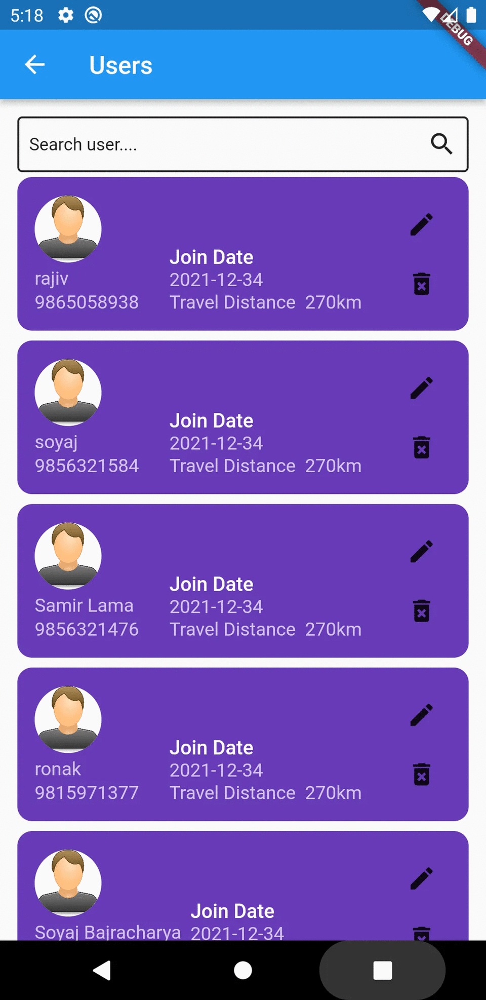 5:18
DEBUG
Users
Search user....
Join Date
rajiv 2021-12-34
9865058938 Travel Distance 270km
Join Date
soyaj 2021-12-34
9856321584 Travel Distance 270km
Join Date
Samir Lama 2021-12-34
9856321476 Travel Distance 270km
Join Date
ronak 2021-12-34
9815971377 Travel Distance 270km
Join Date
Soyaj Bajracharya 2021-12-34